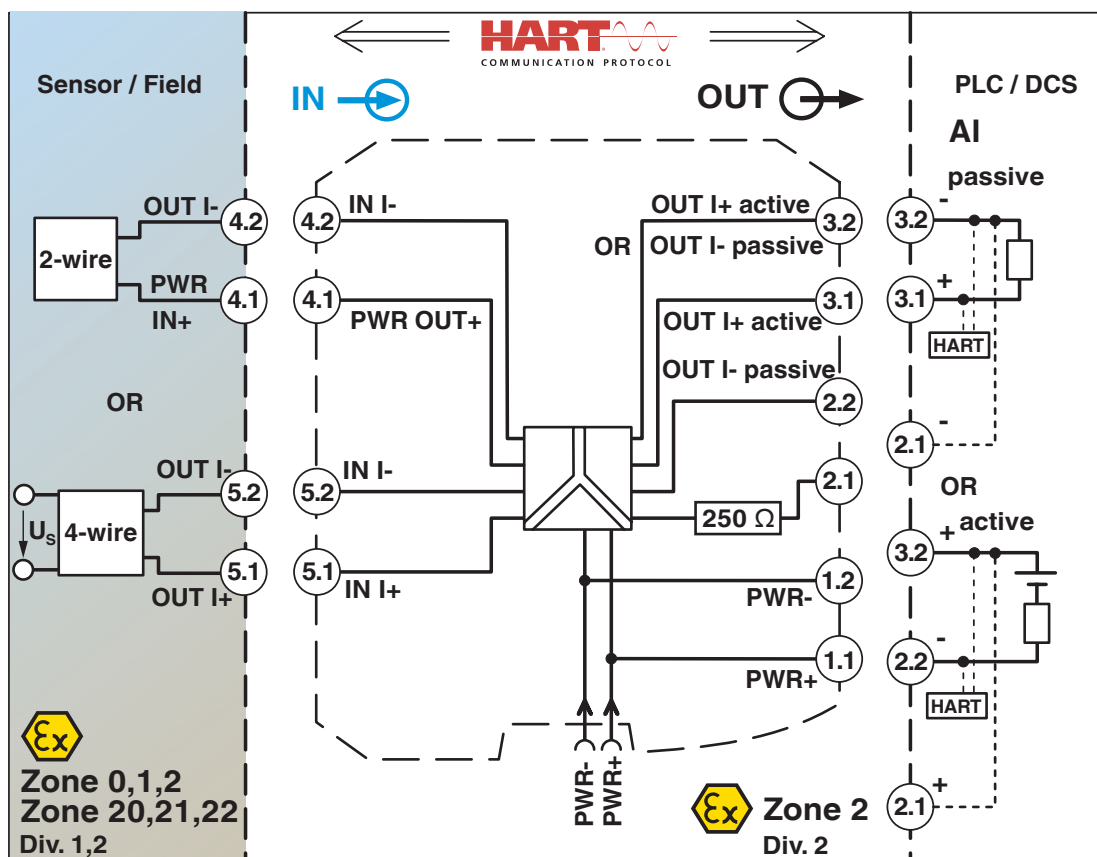 HART
COMMUNICATION PROTOCOL
Sensor / Field
IN
OUT
PLC / DCS
AI
passive
2-wire
OUT I-
4.2
PWR
IN+
4.1
OR
4-wire
Us
OUT I-
5.2
OUT I+
5.1
4.2
IN I-
4.1
PWR OUT+
5.2
IN I-
5.1
IN I+
OUT I+ active
OR
OUT I- passive
3.2
3.1
OUT I+ active
OUT I- passive
2.2
2.1
250 Ω
1.2
PWR-
1.1
PWR+
PWR-
PWR+
3.2
-
3.1
+
HART
2.1
-
OR
active
3.2
+
2.2
-
HART
2.1
+
Ex
Zone 0,1,2
Zone 20,21,22
Div. 1,2
Ex
Zone 2
Div. 2